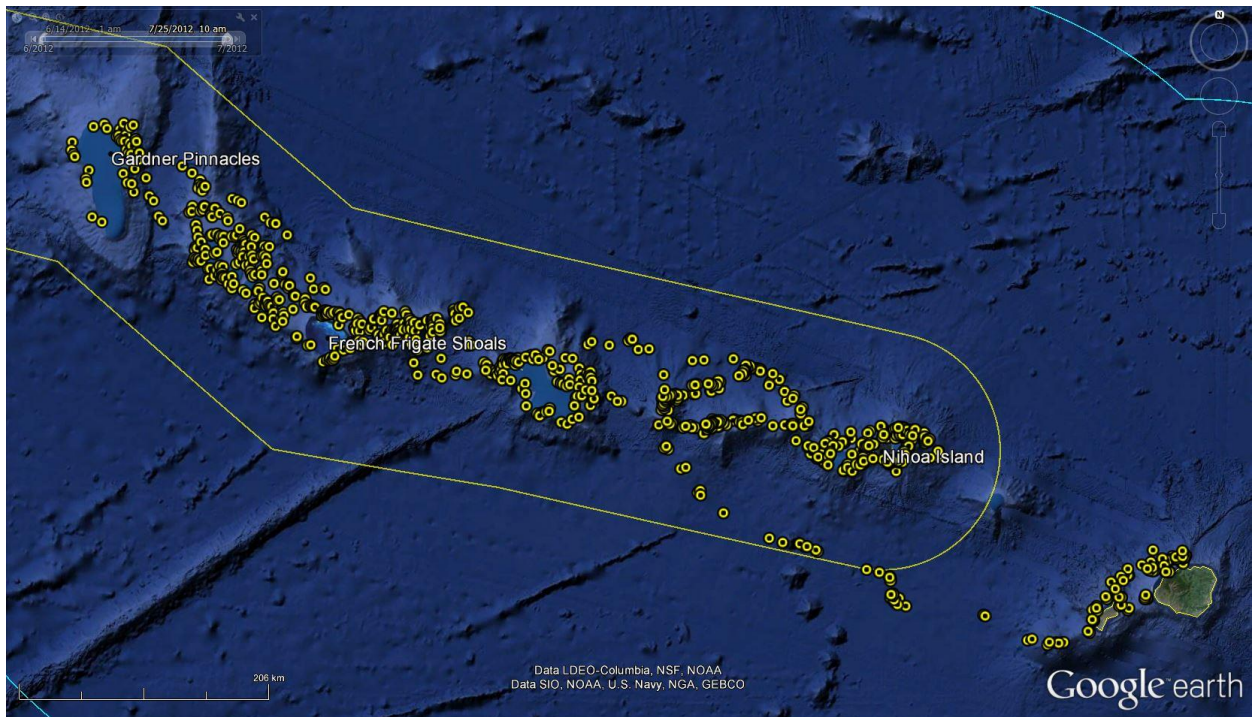 6/14/2012 1 am 7/25/2012 10 am
6/2012 7/2012
N
Gardner Pinnacles
French Frigate Shoals
Nihoa Island
206 km
Data LDEO-Columbia, NSF, NOAA
Data SIO, NOAA, U.S. Navy, NGA, GEBCO
Google earth